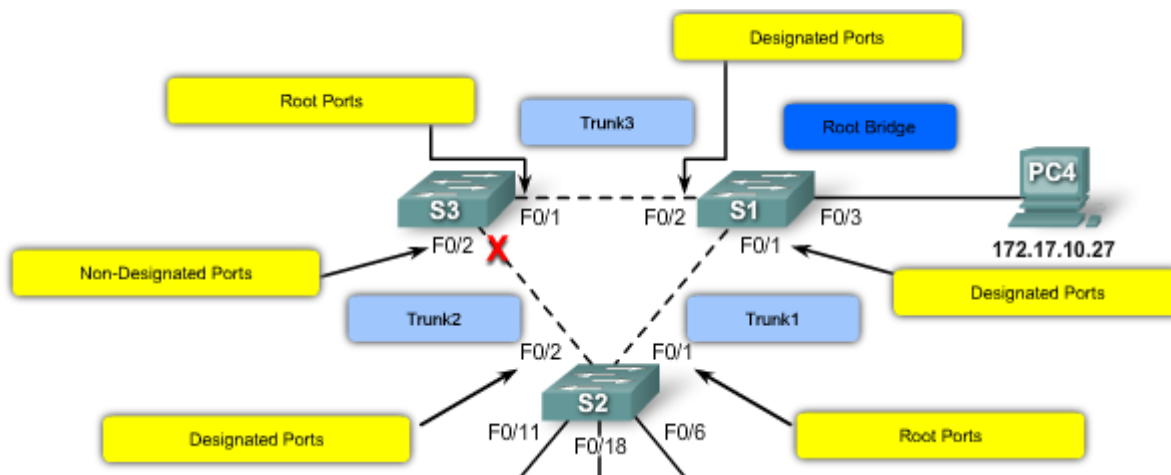 Designated Ports
Root Ports
Trunk3
Root Bridge
PC4
S3
S1
F0/1
F0/2
F0/3
F0/2
X
F0/1
172.17.10.27
Non-Designated Ports
Designated Ports
Trunk2
Trunk1
F0/2
F0/1
S2
Designated Ports
F0/11
F0/18
F0/6
Root Ports